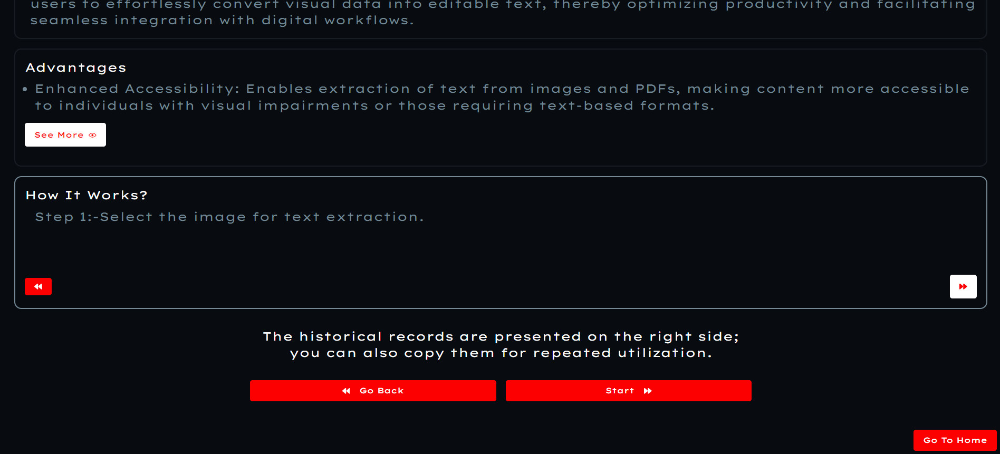 users to effortlessly convert visual data into editable text, thereby optimizing productivity and facilitating
seamless integration with digital workflows.
Advantages
Enhanced Accessibility: Enables extraction of text from images and PDFs, making content more accessible
to individuals with visual impairments or those requiring text-based formats.
See More
How It Works?
Step 1:-Select the image for text extraction.
The historical records are presented on the right side;
you can also copy them for repeated utilization.
Go Back
Start
Go To Home